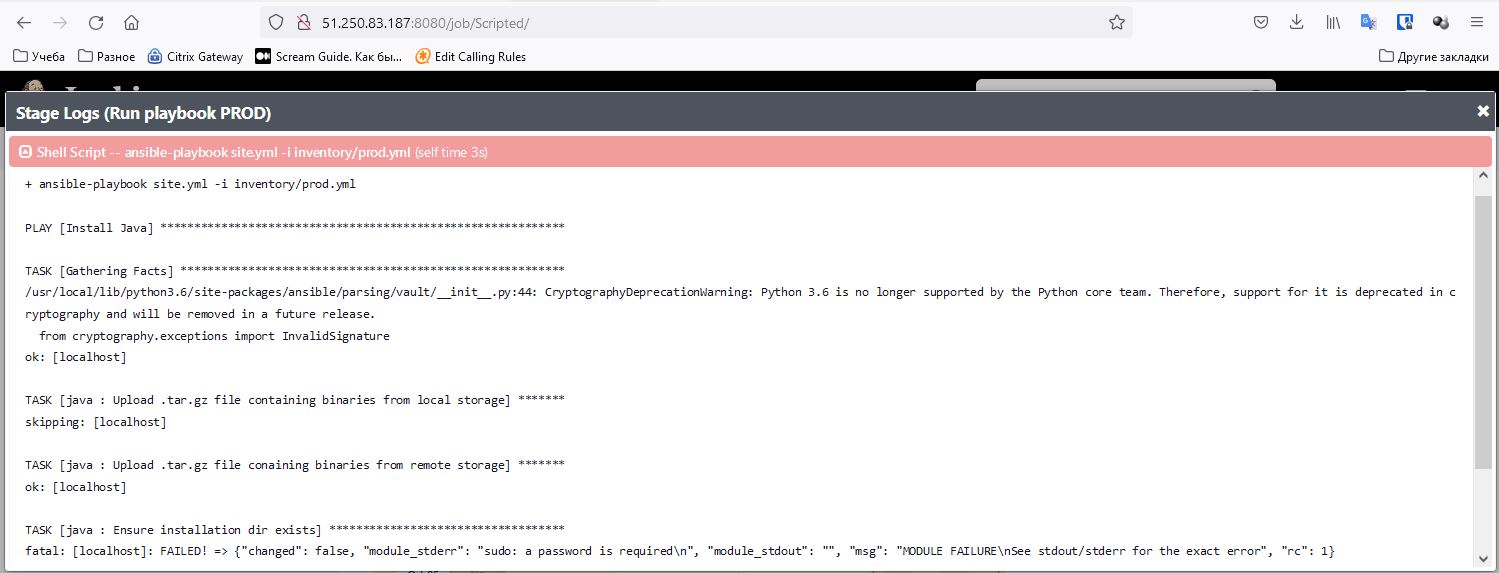 51.250.83.187:8080/job/Scripted/
Учеба Разное Citrix Gateway Scream Guide. Как бы... Edit Calling Rules Другие закладки
Stage Logs (Run playbook PROD)
Shell Script -- ansible-playbook site.yml -i inventory/prod.yml (self time 3s)
+ ansible-playbook site.yml -i inventory/prod.yml
PLAY [Install Java] ************************************************************
TASK [Gathering Facts] *********************************************************
/usr/local/lib/python3.6/site-packages/ansible/parsing/vault/__init__.py:44: CryptographyDeprecationWarning: Python 3.6 is no longer supported by the Python core team. Therefore, support for it is deprecated in c
ryptography and will be removed in a future release.
from cryptography.exceptions import InvalidSignature
ok: [localhost]
TASK [java : Upload .tar.gz file containing binaries from local storage] *******
skipping: [localhost]
TASK [java : Upload .tar.gz file conaining binaries from remote storage] *******
ok: [localhost]
TASK [java : Ensure installation dir exists] ***********************************
fatal: [localhost]: FAILED! => {"changed": false, "module_stderr": "sudo: a password is required\n", "module_stdout": "", "msg": "MODULE FAILURE\nSee stdout/stderr for the exact error", "rc": 1}